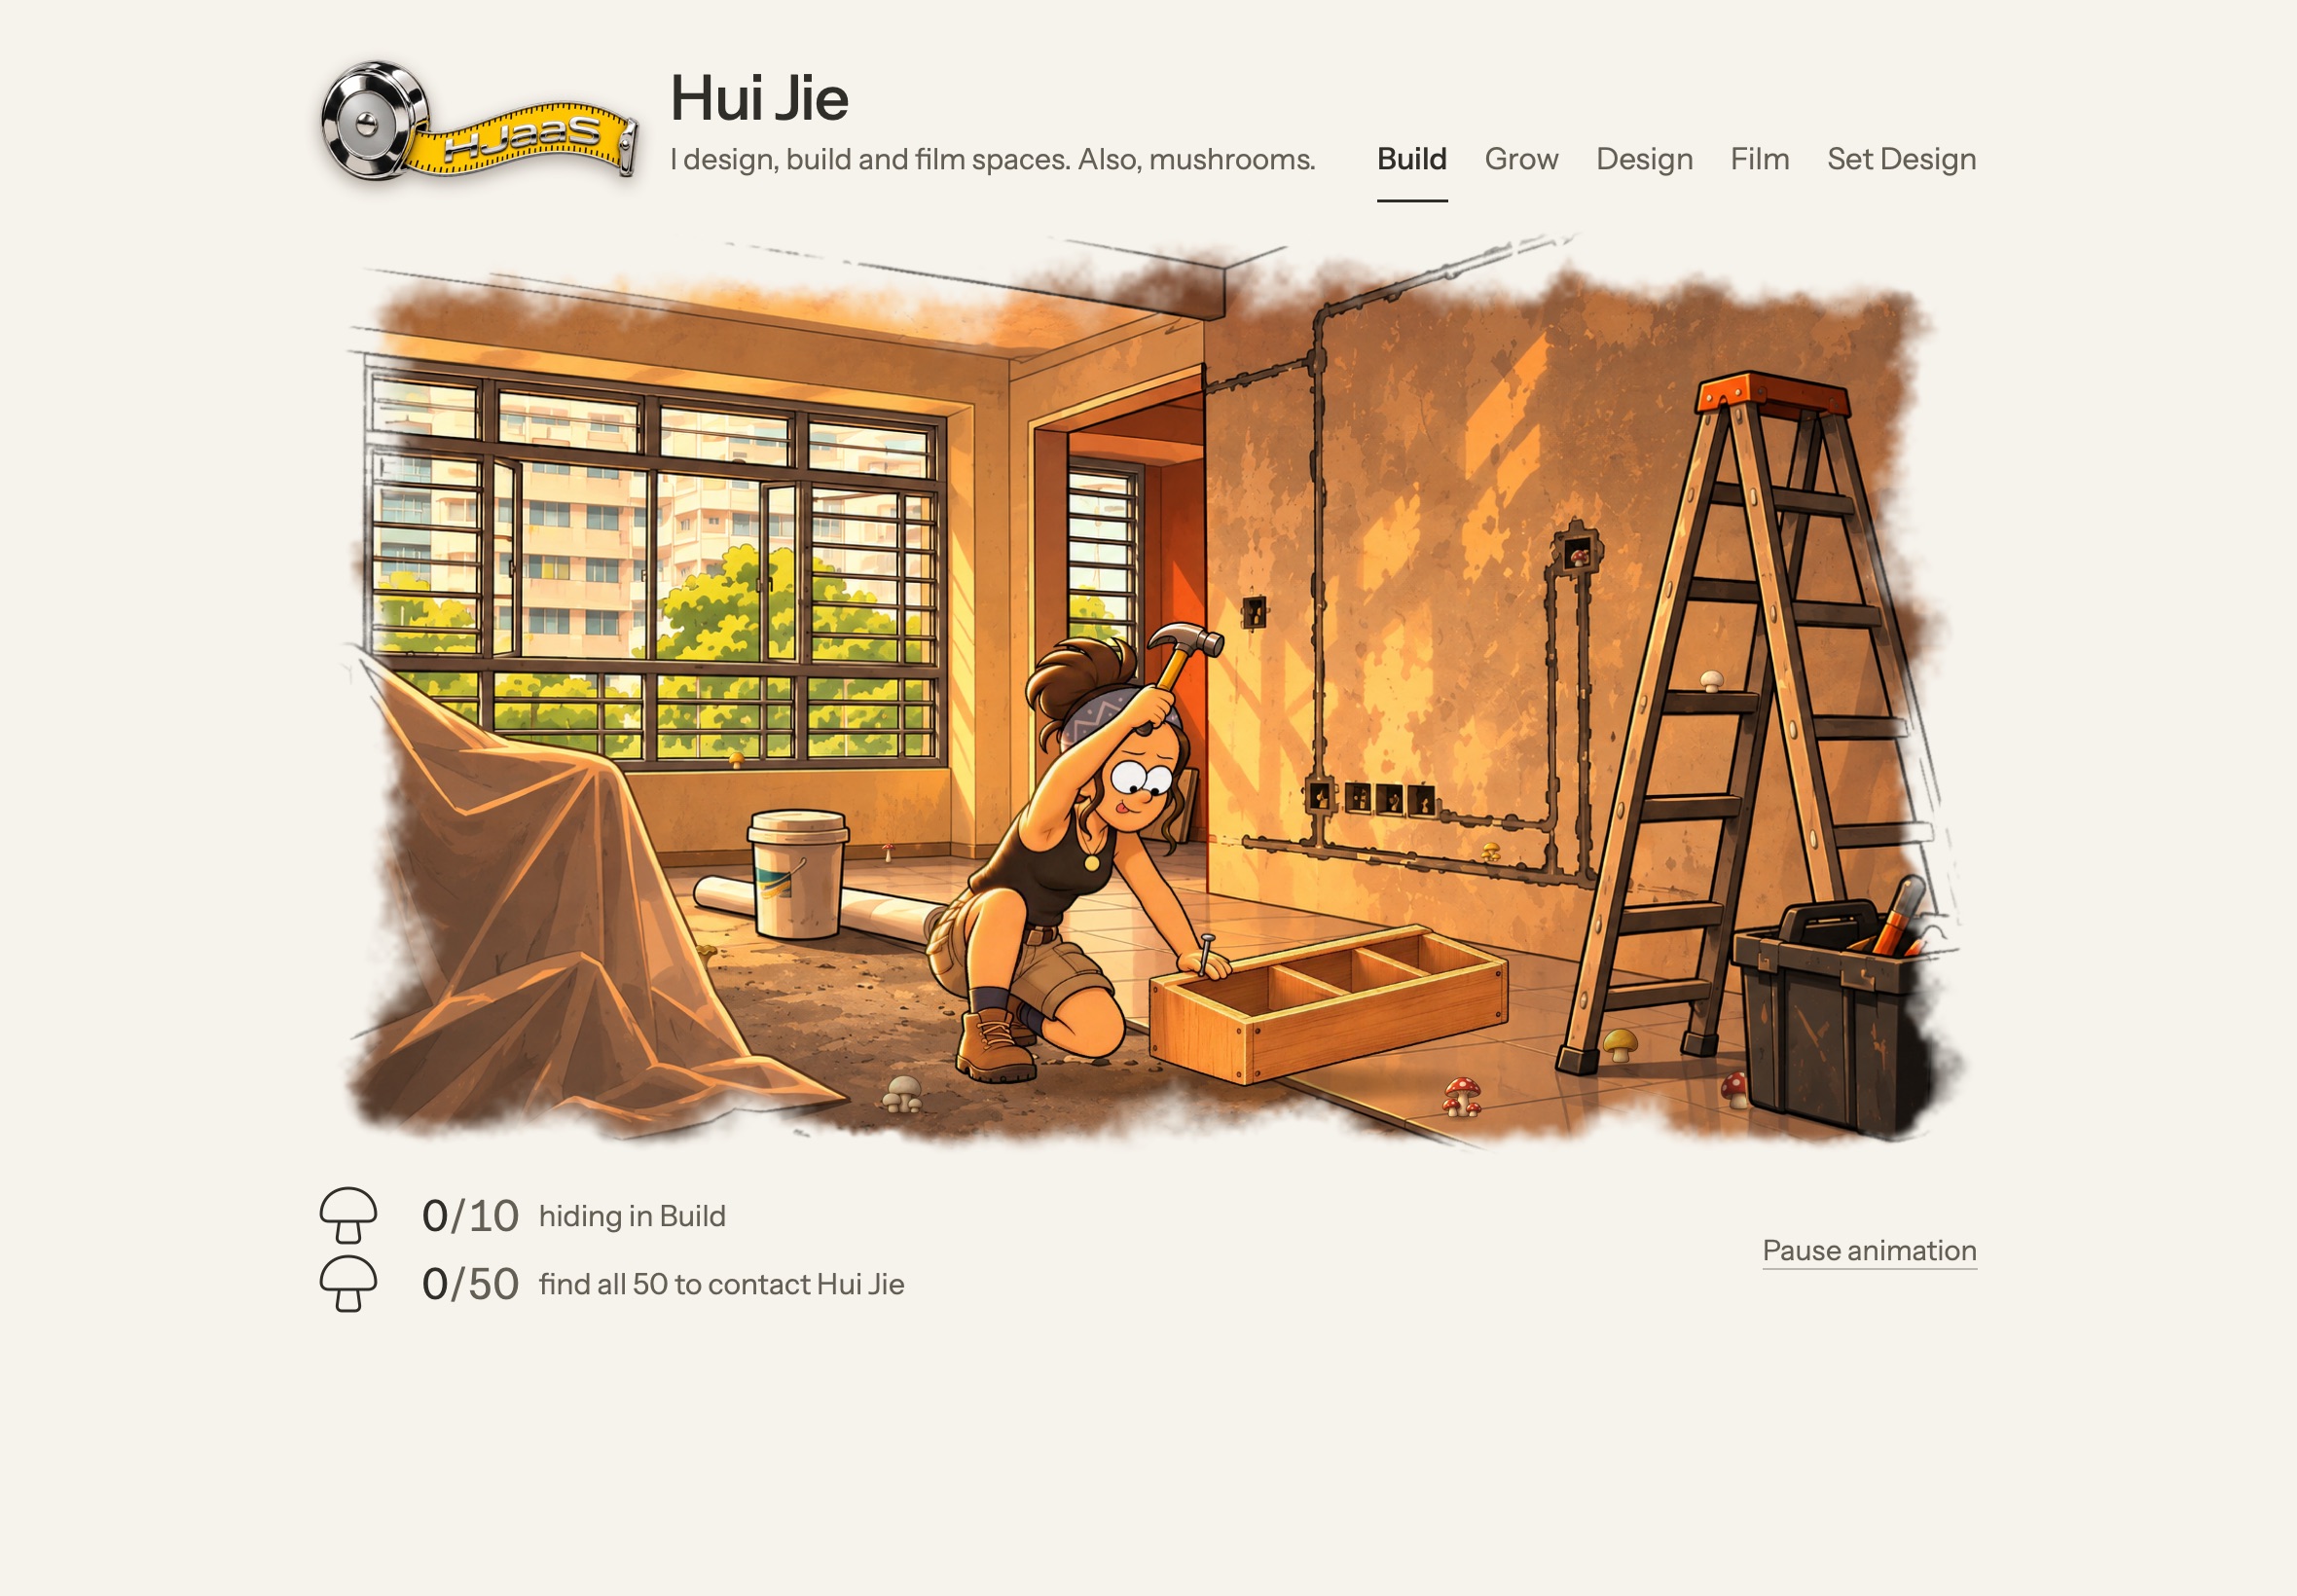 HJaaS
Hui Jie
I design, build and film spaces. Also, mushrooms.
Build Grow Design Film Set Design
0/10 hiding in Build
0/50 find all 50 to contact Hui Jie
Pause animation